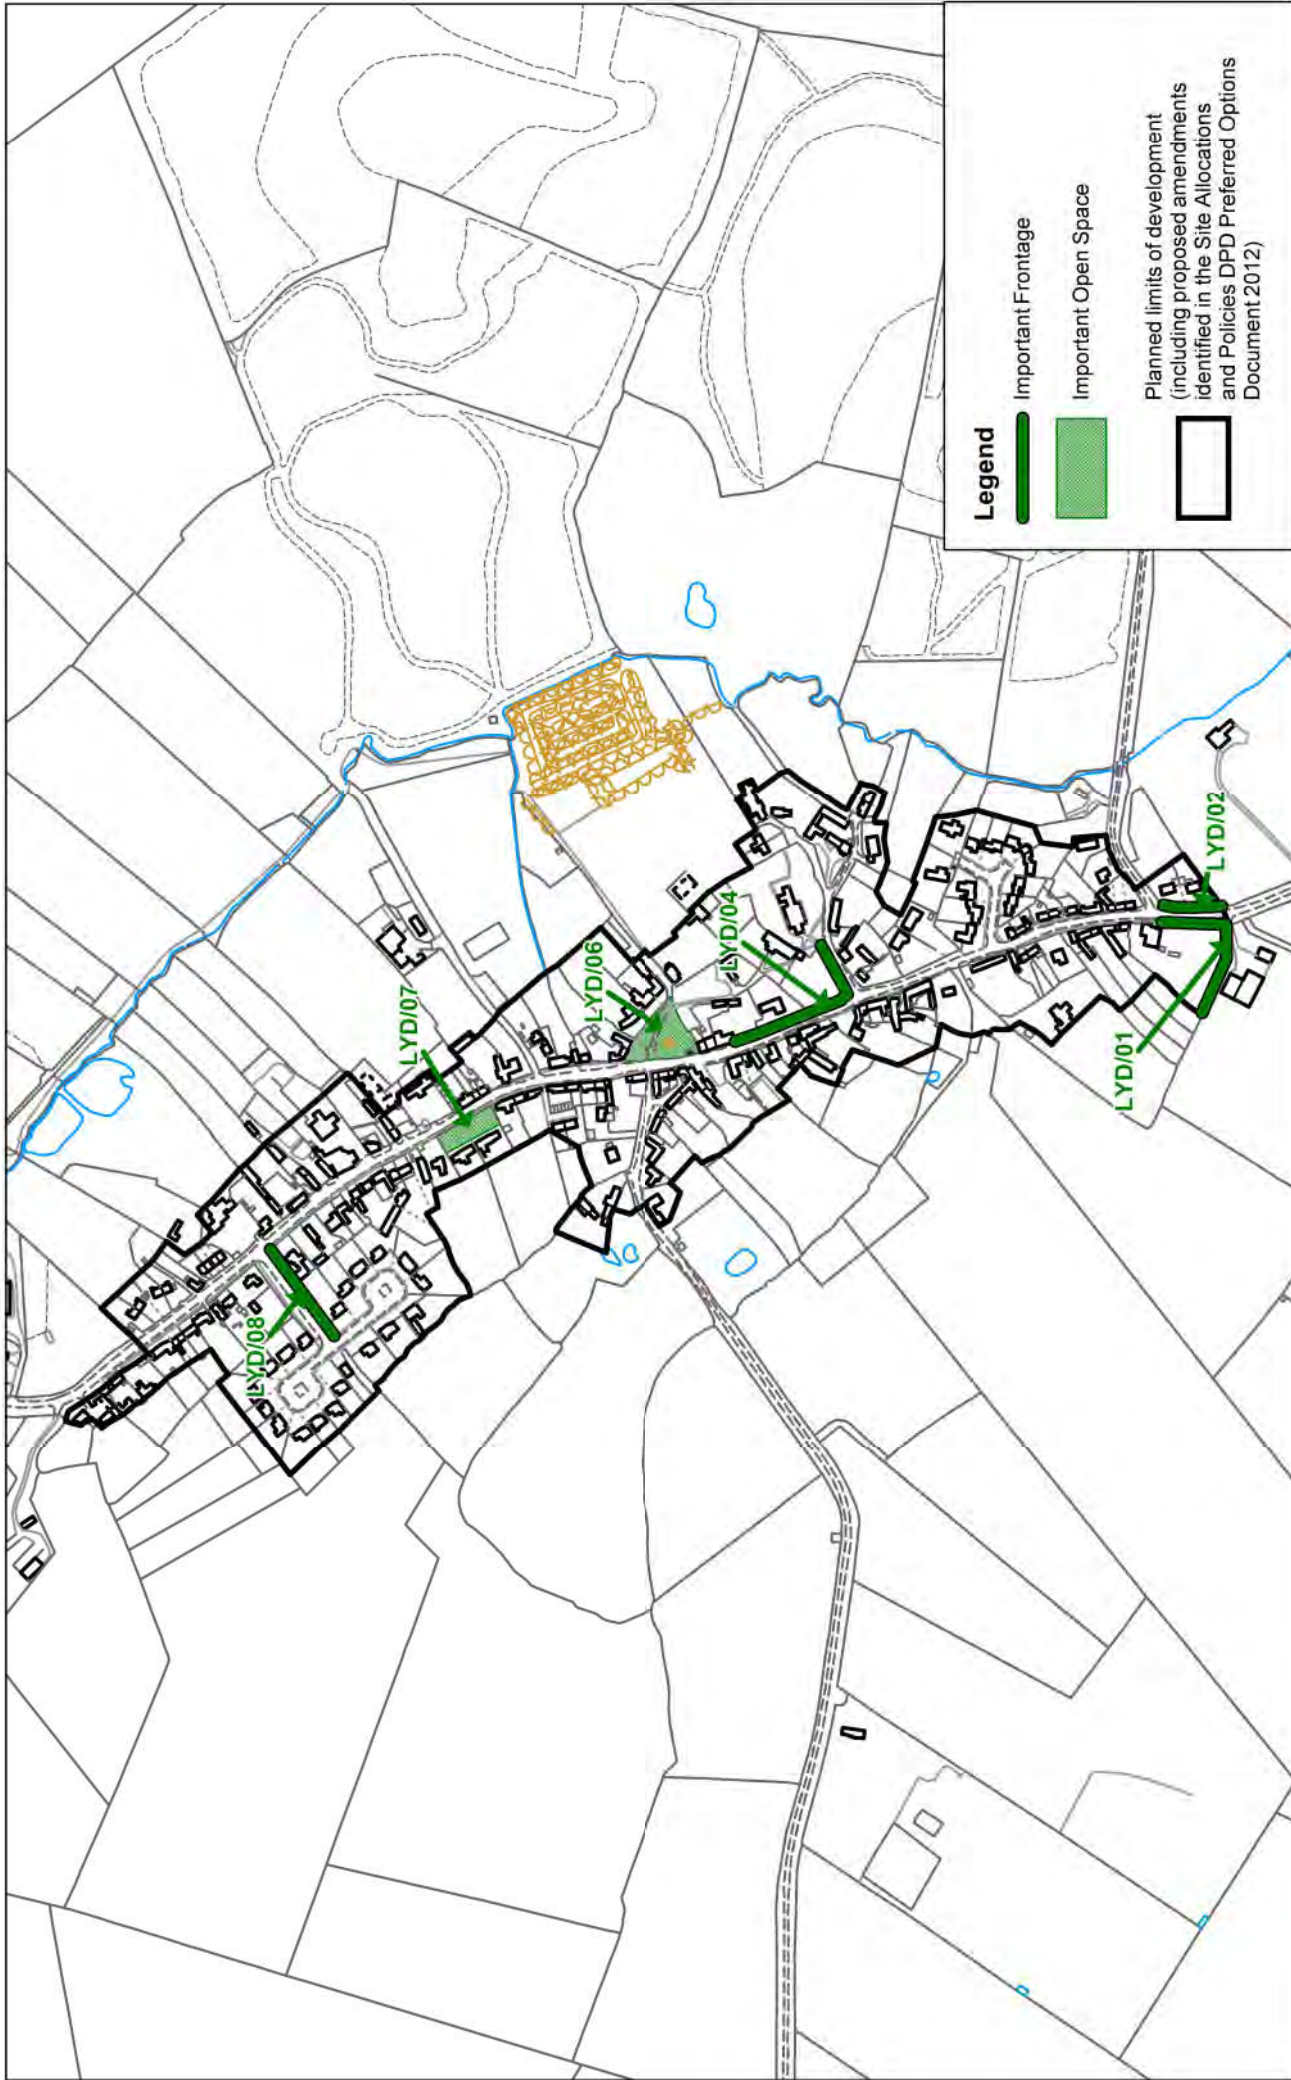 LYD/08
LYD/07
LYD/06
LYD/04
LYD/01
LYD/02
Legend
Important Frontage
Important Open Space
Planned limits of development
(including proposed amendments
identified in the Site Allocations
and Policies DPD Preferred Options
Document 2012)